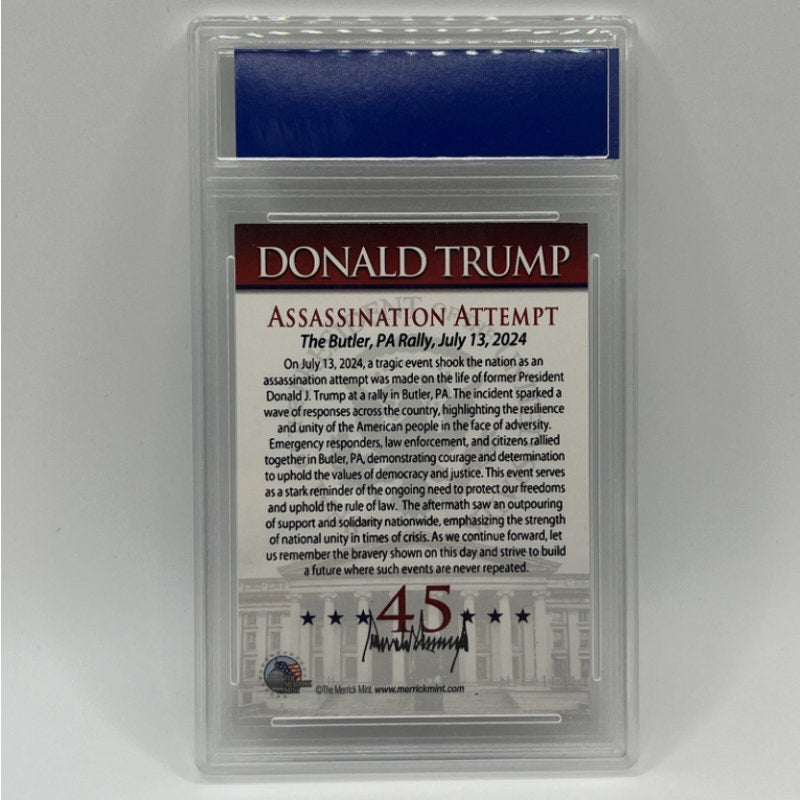 DONALD TRUMP
ASSASSINATION ATTEMPT
The Butler, PA Rally, July 13, 2024
On July 13, 2024, a tragic event shook the nation as an
assassination attempt was made on the life of former President
Donald J. Trump at a rally in Butler, PA. The incident sparked a
wave of responses across the country, highlighting the resilience
and unity of the American people in the face of adversity.
Emergency responders, law enforcement, and citizens rallied
together in Butler, PA, demonstrating courage and determination
to uphold the values of democracy and justice. This event serves
as a stark reminder of the ongoing need to protect our freedoms
and uphold the rule of law. The aftermath saw an outpouring
of support and solidarity nationwide, emphasizing the strength
of national unity in times of crisis. As we continue forward, let
us remember the bravery shown on this day and strive to build
a future where such events are never repeated.
45
©The Merrick Mint www.merrickmint.com